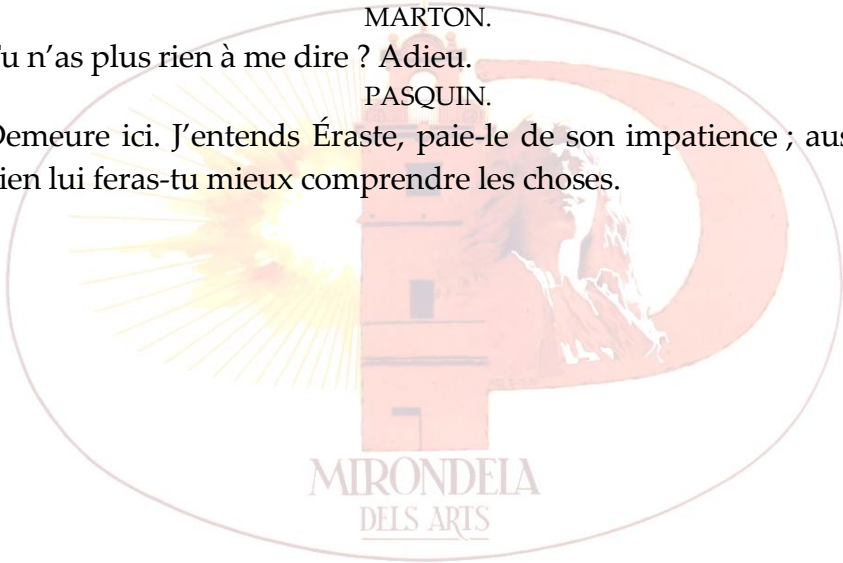 MARTON.
u n'as plus rien à me dire ? Adieu.
PASQUIN.
Demeure ici. J'entends Éraste, paie-le de son impatience ; aus
ien lui feras-tu mieux comprendre les choses.
MIRONDELA
DELS ARTS